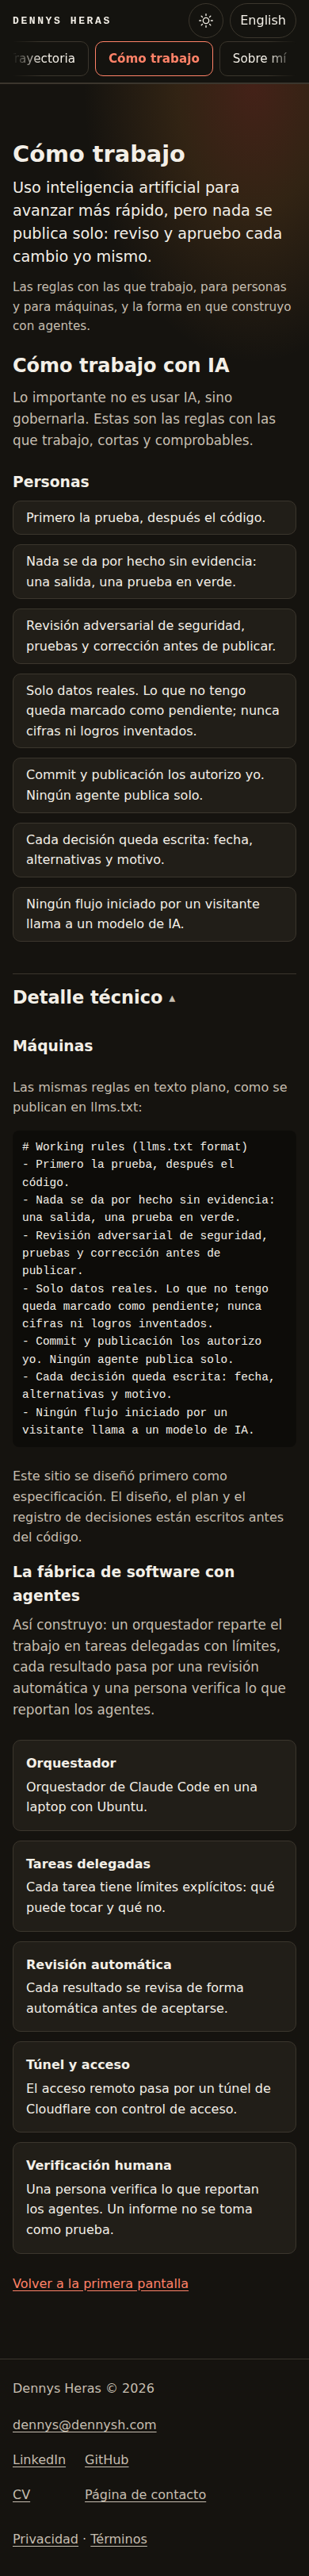 DENNYS HERAS
English
rayectoria
Cómo trabajo
Sobre mí
Cómo trabajo
Uso inteligencia artificial para
avanzar más rápido, pero nada se
publica solo: reviso y apruebo cada
cambio yo mismo.
Las reglas con las que trabajo, para personas
y para máquinas, y la forma en que construyo
con agentes.
Cómo trabajo con IA
Lo importante no es usar IA, sino
gobernarla. Estas son las reglas con las
que trabajo, cortas y comprobables.
Personas
Primero la prueba, después el código.
Nada se da por hecho sin evidencia:
una salida, una prueba en verde.
Revisión adversarial de seguridad,
pruebas y corrección antes de publicar.
Solo datos reales. Lo que no tengo
queda marcado como pendiente; nunca
cifras ni logros inventados.
Commit y publicación los autorizo yo.
Ningún agente publica solo.
Cada decisión queda escrita: fecha,
alternativas y motivo.
Ningún flujo iniciado por un visitante
llama a un modelo de IA.
Detalle técnico ▴
Máquinas
Las mismas reglas en texto plano, como se
publican en llms.txt:
# Working rules (llms.txt format)
- Primero la prueba, después el
código.
- Nada se da por hecho sin evidencia:
una salida, una prueba en verde.
- Revisión adversarial de seguridad,
pruebas y corrección antes de
publicar.
- Solo datos reales. Lo que no tengo
queda marcado como pendiente; nunca
cifras ni logros inventados.
- Commit y publicación los autorizo
yo. Ningún agente publica solo.
- Cada decisión queda escrita: fecha,
alternativas y motivo.
- Ningún flujo iniciado por un
visitante llama a un modelo de IA.
Este sitio se diseñó primero como
especificación. El diseño, el plan y el
registro de decisiones están escritos antes
del código.
La fábrica de software con
agentes
Así construyo: un orquestador reparte el
trabajo en tareas delegadas con límites,
cada resultado pasa por una revisión
automática y una persona verifica lo que
reportan los agentes.
Orquestador
Orquestador de Claude Code en una
laptop con Ubuntu.
Tareas delegadas
Cada tarea tiene límites explícitos: qué
puede tocar y qué no.
Revisión automática
Cada resultado se revisa de forma
automática antes de aceptarse.
Túnel y acceso
El acceso remoto pasa por un túnel de
Cloudflare con control de acceso.
Verificación humana
Una persona verifica lo que reportan
los agentes. Un informe no se toma
como prueba.
Volver a la primera pantalla
Dennys Heras © 2026
dennys@dennysh.com
LinkedIn GitHub
CV Página de contacto
Privacidad · Términos